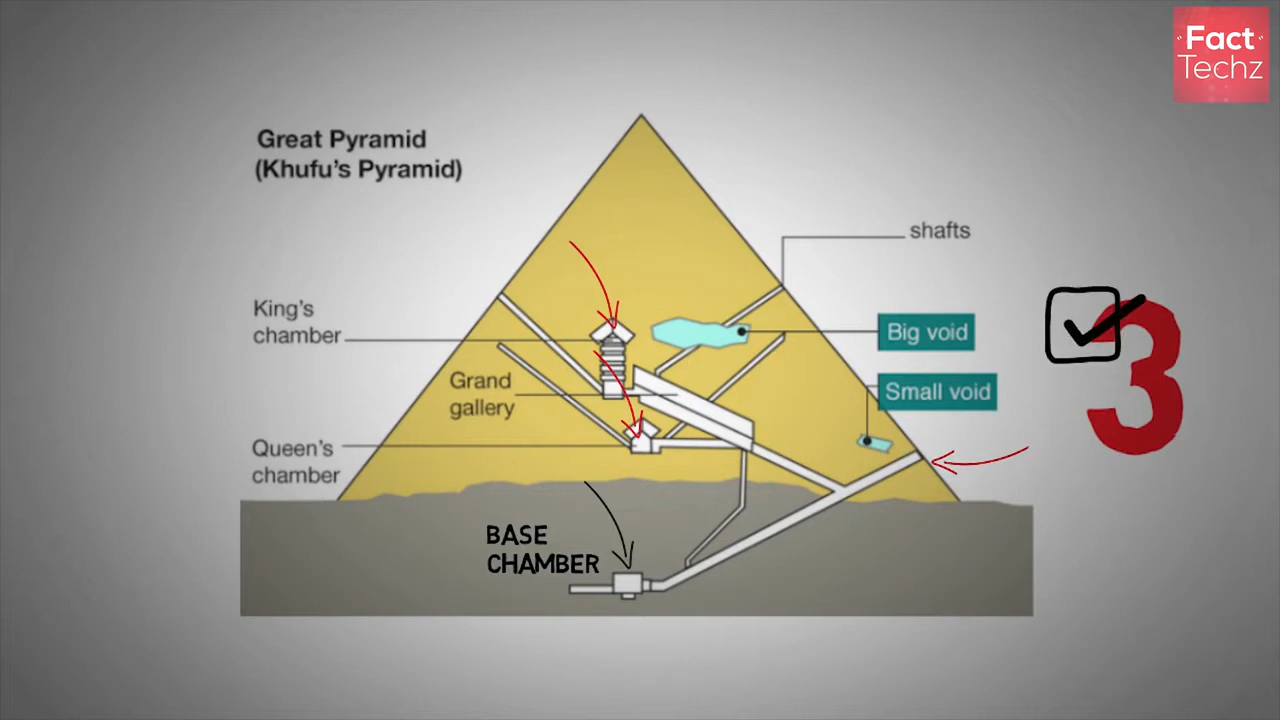 Fact
Techz
Great Pyramid
(Khufu's Pyramid)
shafts
King's
chamber
Big void
Grand
gallery
Small void
Queen's
chamber
BASE
CHAMBER
3